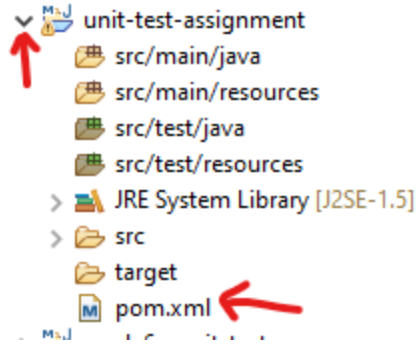 unit-test-assignment
src/main/java
src/main/resources
src/test/java
src/test/resources
JRE System Library [J2SE-1.5]
src
target
pom.xml